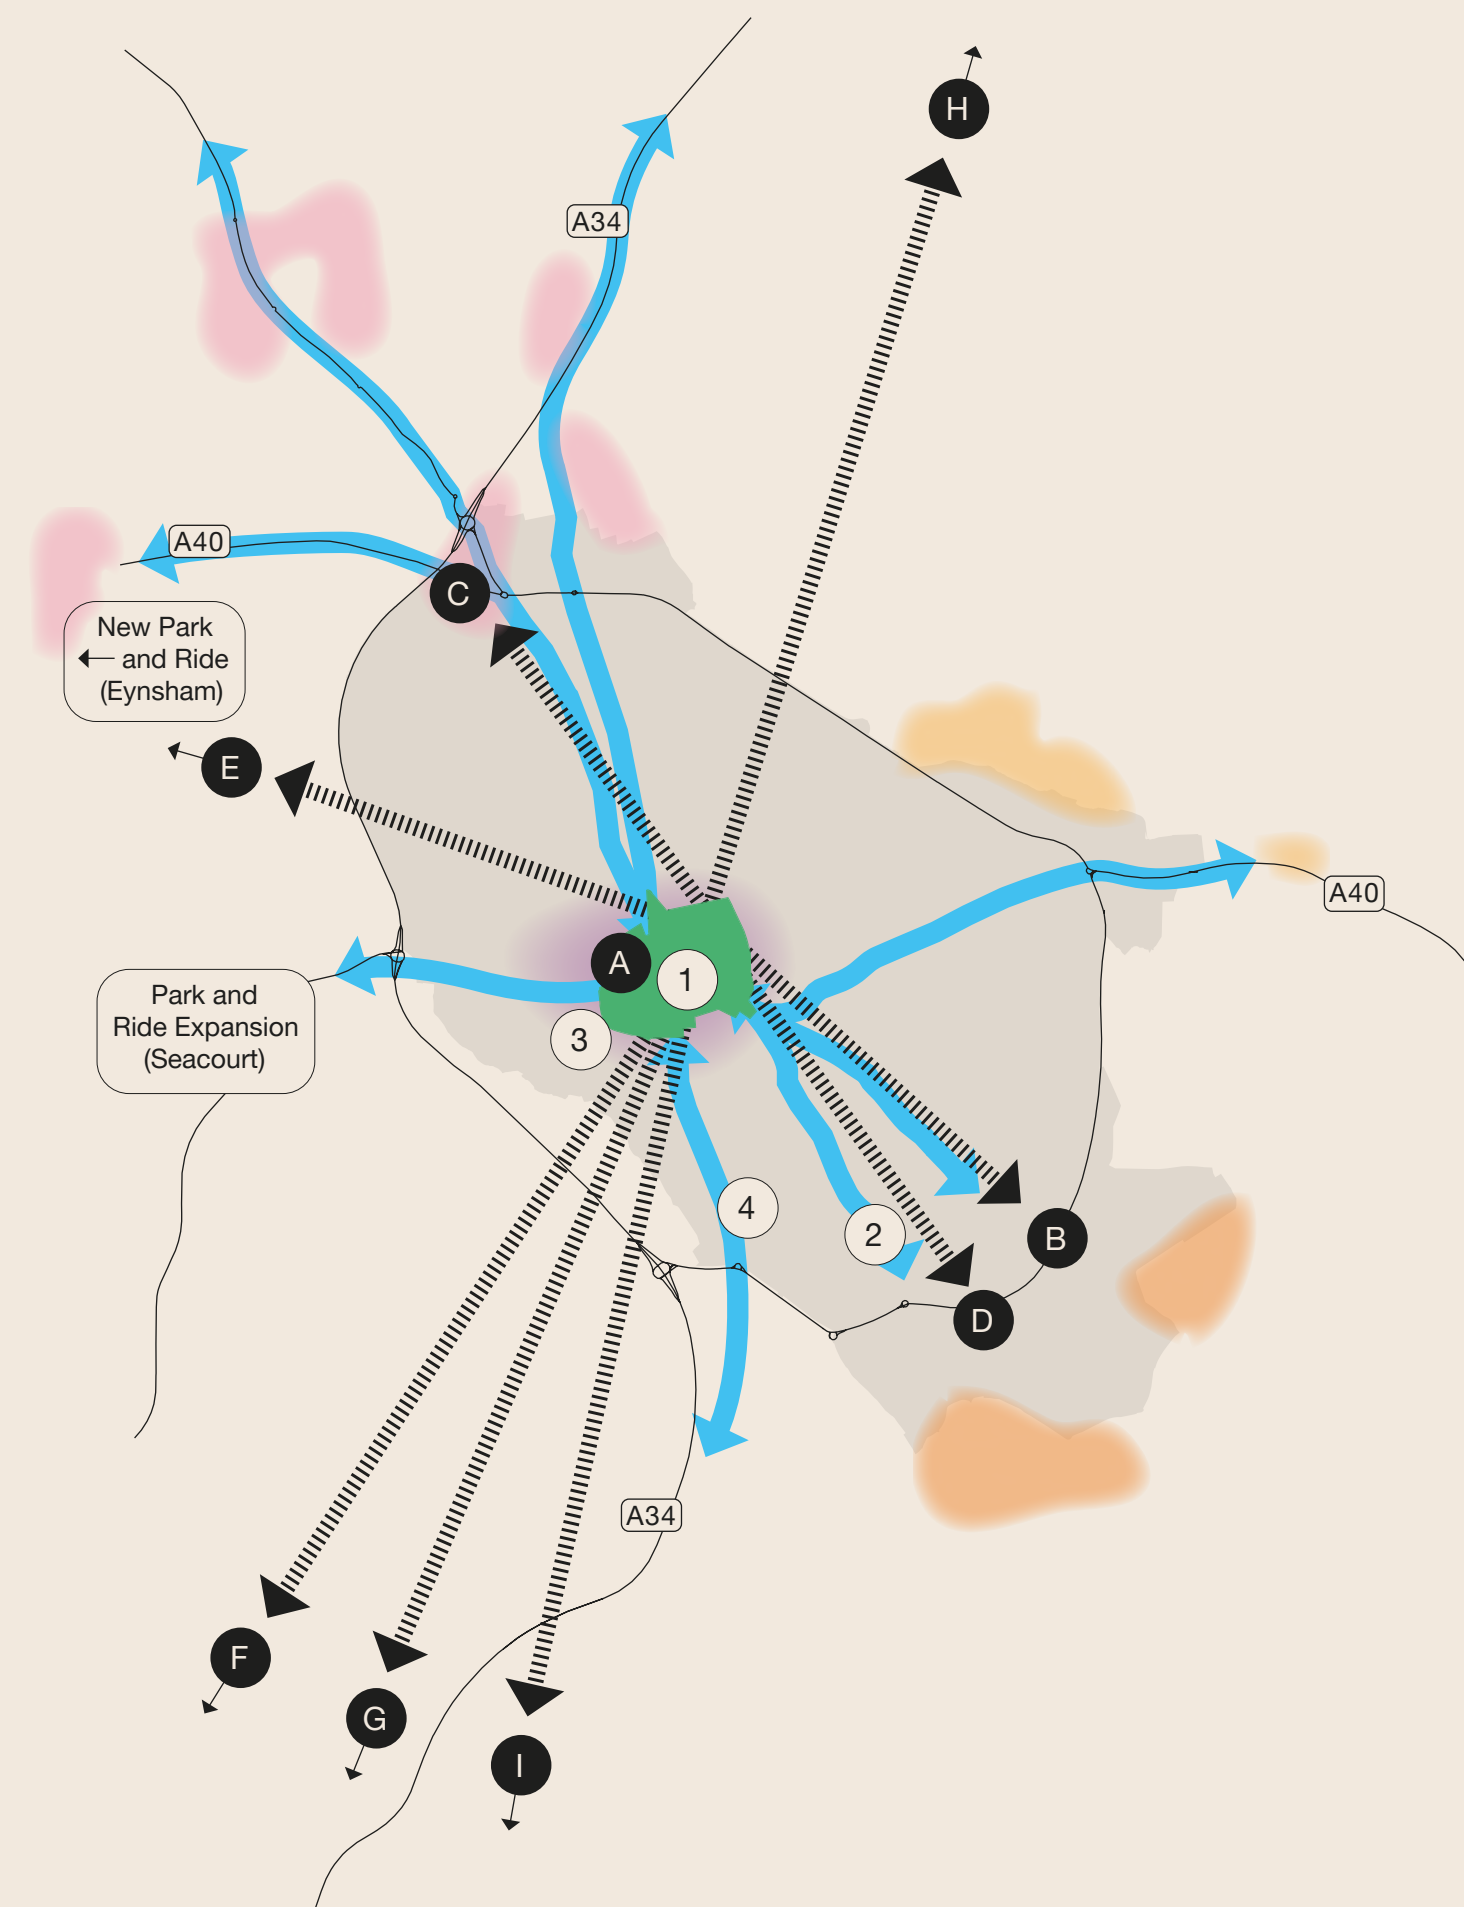 H
A34
A40
C
New Park
and Ride
(Eynsham)
E
A40
A
1
Park and
Ride Expansion
(Seacourt)
3
4
2
B
D
A34
F
G
I